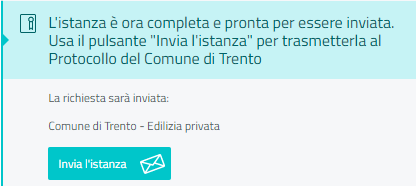 L'istanza è ora completa e pronta per essere inviata.
Usa il pulsante "Invia l'istanza" per trasmetterla al
Protocollo del Comune di Trento
La richiesta sarà inviata:
Comune di Trento - Edilizia privata
Invia l'istanza